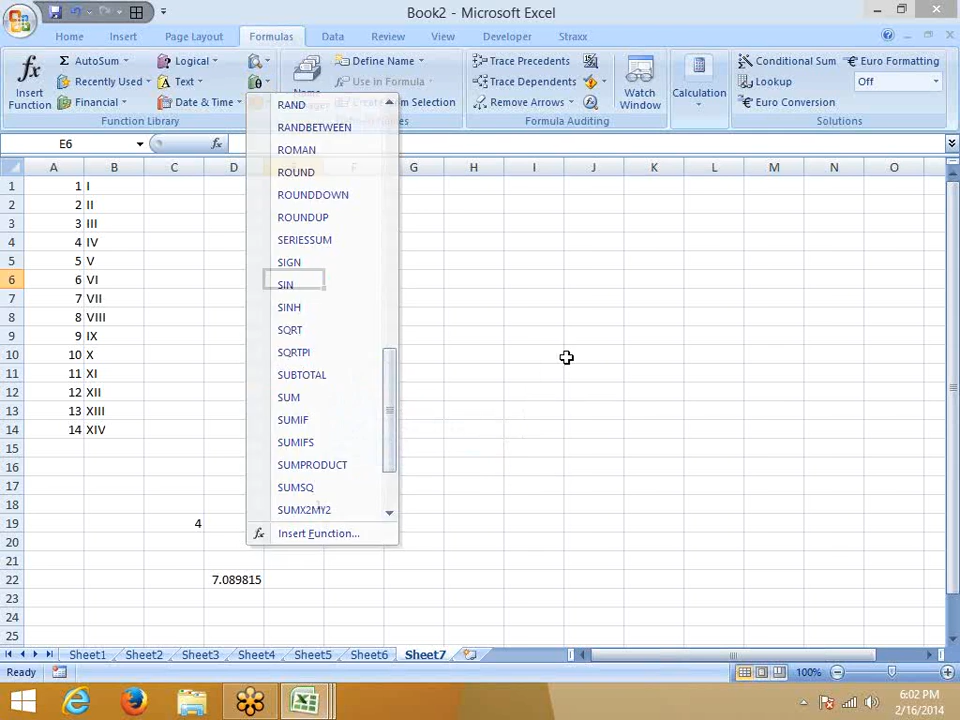 Book2 - Microsoft Excel
Home Insert Page Layout Formulas Data Review View Developer Straxx
fx Insert Function
Σ AutoSum
Recently Used
Financial
Logical
Text
Date & Time
Function Library
Define Name
Use in Formula
Create from Selection
Trace Precedents
Trace Dependents
Remove Arrows
Formula Auditing
Watch Window
Calculation
Conditional Sum
Lookup
Euro Conversion
Euro Formatting
Off
Solutions
E6 fx
A B C D F G H I J K L M N O
1 1 I
2 2 II
3 3 III
4 4 IV
5 5 V
6 6 VI
7 7 VII
8 8 VIII
9 9 IX
10 10 X
11 11 XI
12 12 XII
13 13 XIII
14 14 XIV
15
16
17
18
19 4
20
21
22 7.089815
23
24
25
RAND
RANDBETWEEN
ROMAN
ROUND
ROUNDDOWN
ROUNDUP
SERIESSUM
SIGN
SIN
SINH
SQRT
SQRTPI
SUBTOTAL
SUM
SUMIF
SUMIFS
SUMPRODUCT
SUMSQ
SUMX2MY2
fx Insert Function...
Sheet1 Sheet2 Sheet3 Sheet4 Sheet5 Sheet6 Sheet7
Ready 100%
6:02 PM
2/16/2014